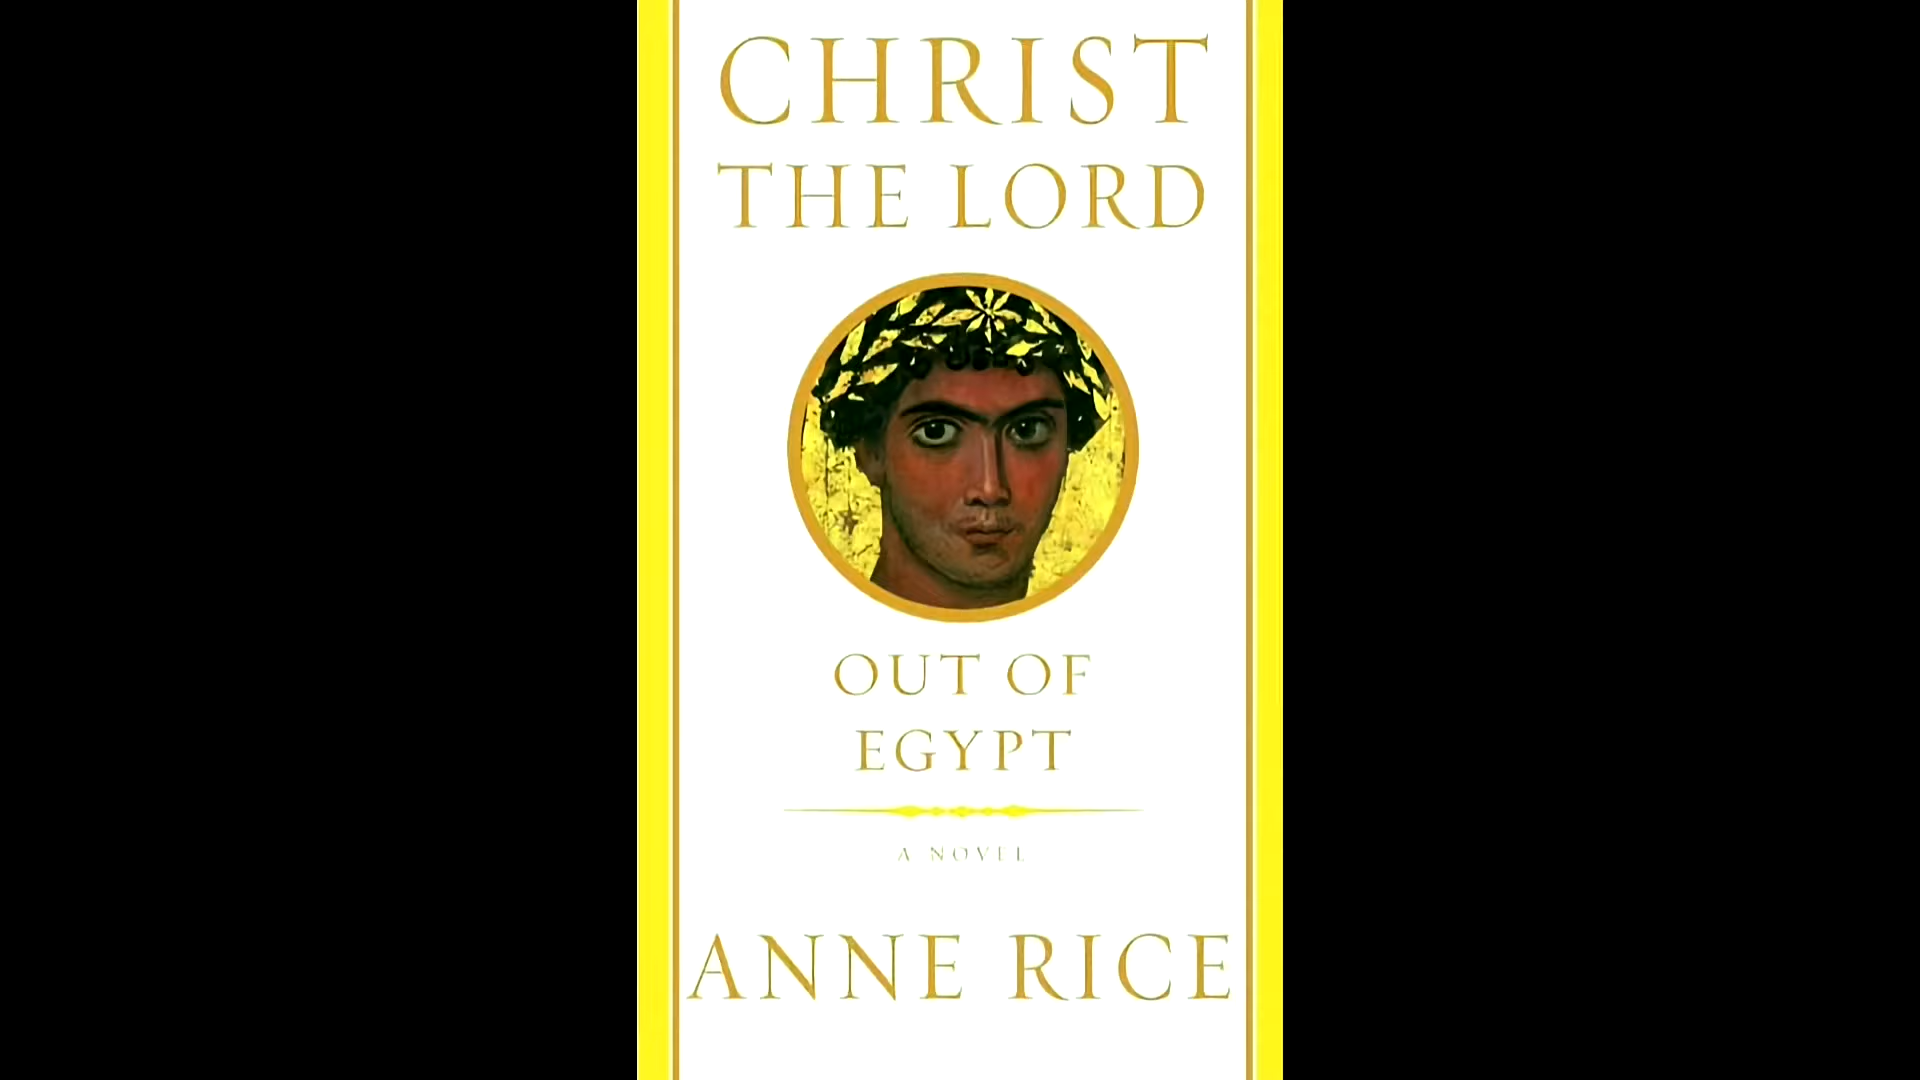 CHRIST
THE LORD
OUT OF
EGYPT
A NOVEL
ANNE RICE